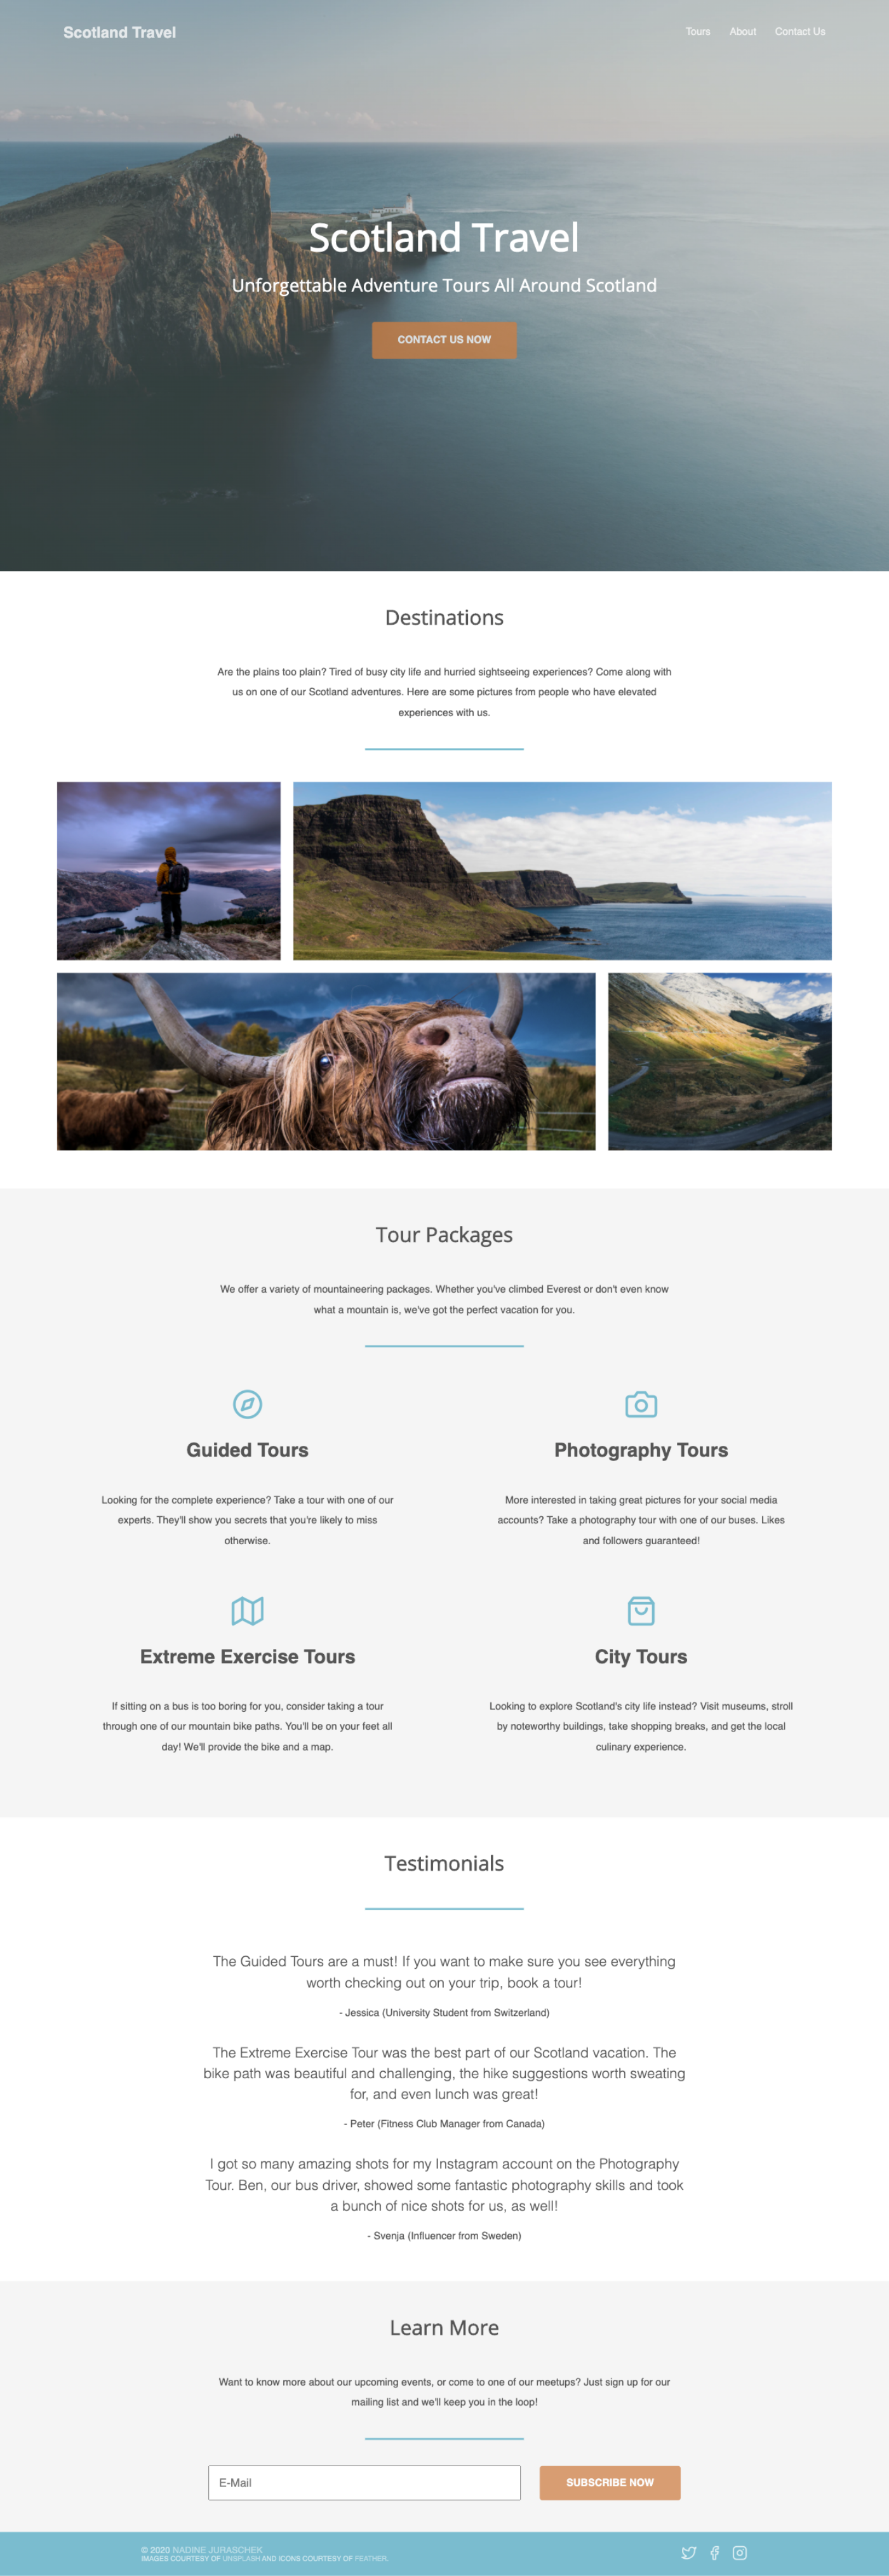 Scotland Travel
Tours About Contact Us
Scotland Travel
Unforgettable Adventure Tours All Around Scotland
CONTACT US NOW
Destinations
Are the plains too plain? Tired of busy city life and hurried sightseeing experiences? Come along with
us on one of our Scotland adventures. Here are some pictures from people who have elevated
experiences with us.
Tour Packages
We offer a variety of mountaineering packages. Whether you've climbed Everest or don't even know
what a mountain is, we've got the perfect vacation for you.
Guided Tours
Looking for the complete experience? Take a tour with one of our
experts. They'll show you secrets that you're likely to miss
otherwise.
Photography Tours
More interested in taking great pictures for your social media
accounts? Take a photography tour with one of our buses. Likes
and followers guaranteed!
Extreme Exercise Tours
If sitting on a bus is too boring for you, consider taking a tour
through one of our mountain bike paths. You'll be on your feet all
day! We'll provide the bike and a map.
City Tours
Looking to explore Scotland's city life instead? Visit museums, stroll
by noteworthy buildings, take shopping breaks, and get the local
culinary experience.
Testimonials
The Guided Tours are a must! If you want to make sure you see everything
worth checking out on your trip, book a tour!
- Jessica (University Student from Switzerland)
The Extreme Exercise Tour was the best part of our Scotland vacation. The
bike path was beautiful and challenging, the hike suggestions worth sweating
for, and even lunch was great!
- Peter (Fitness Club Manager from Canada)
I got so many amazing shots for my Instagram account on the Photography
Tour. Ben, our bus driver, showed some fantastic photography skills and took
a bunch of nice shots for us, as well!
- Svenja (Influencer from Sweden)
Learn More
Want to know more about our upcoming events, or come to one of our meetups? Just sign up for our
mailing list and we'll keep you in the loop!
E-Mail
SUBSCRIBE NOW
© 2020 NADINE JURASCHEK
IMAGES COURTESY OF UNSPLASH AND ICONS COURTESY OF FEATHER.